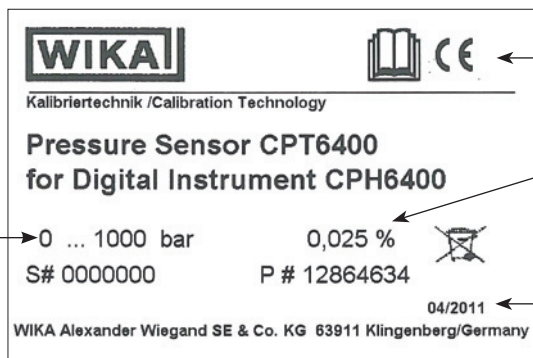 WIKA
CE
Kalibriertechnik /Calibration Technology
Pressure Sensor CPT6400
for Digital Instrument CPH6400
0 ... 1000 bar 0,025 %
S# 0000000 P # 12864634
04/2011
WIKA Alexander Wiegand SE & Co. KG 63911 Klingenberg/Germany